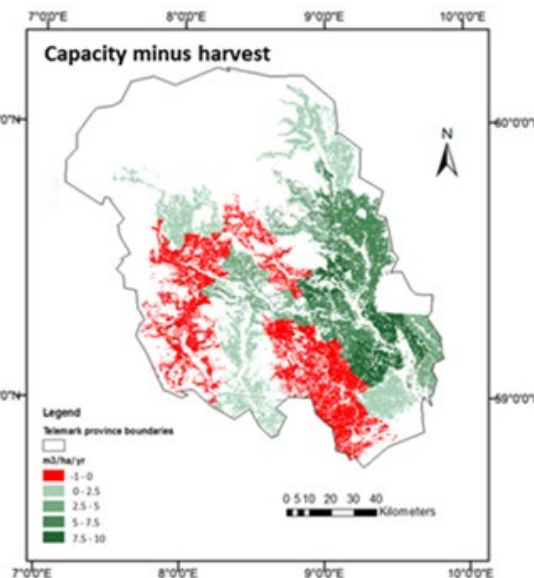 7°0'0"E 8°0'0"E 9°0'0"E 10°0'0"E
Capacity minus harvest
0"N 60°0'0"
N
0"N 59°0'0"
Legend
Telemark province boundaries
m3/ha/yr
-1 - 0
0 - 2.5
2.5 - 5
5 - 7.5
7.5 - 10
0 5 10 20 30 40
Kilometers
7°0'0"E 8°0'0"E 9°0'0"E 10°0'0"E